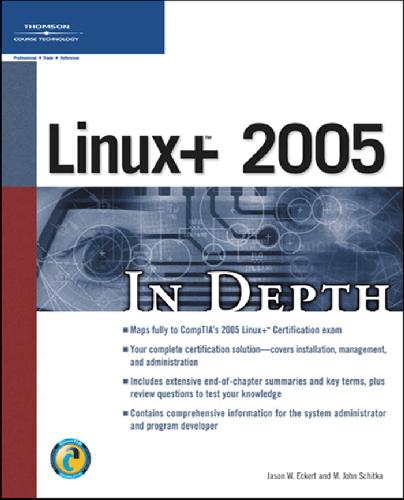 THOMSON
COURSE TECHNOLOGY
Professional • Trade • Reference
Linux+™ 2005
IN DEPTH
Maps fully to CompTIA's 2005 Linux+™ Certification exam
Your complete certification solution—covers installation, management,
and administration
Includes extensive end-of-chapter summaries and key terms, plus
review questions to test your knowledge
Contains comprehensive information for the system administrator
and program developer
Jason W. Eckert and M. John Schitka